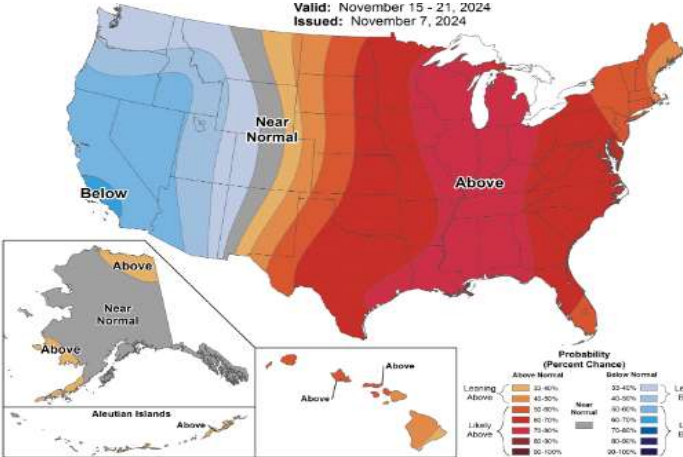 Valid: November 15 - 21, 2024
Issued: November 7, 2024
Near
Normal
Below
Above
Above
Near
Normal
Above
Aleutian Islands
Above
Above
Above
Probability
(Percent Chance)
Above Normal
Below Normal
Leaning
Above
Likely
Above
Near
Normal
33-40%
40-50%
50-60%
60-70%
70-80%
80-90%
90-100%
33-40%
40-50%
50-60%
60-70%
70-80%
80-90%
90-100%